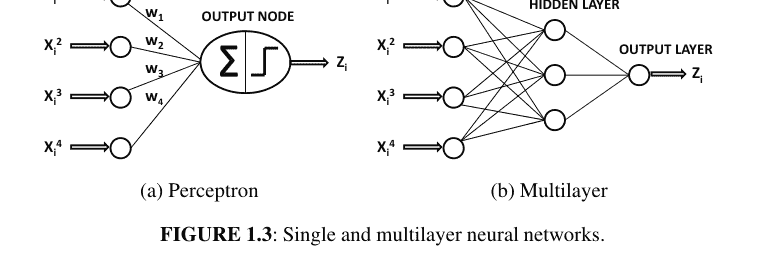 w₁
OUTPUT NODE
HIDDEN LAYER
Xᵢ²
w₂
Σ
Zᵢ
w₃
Xᵢ³
w₄
Xᵢ⁴
Xᵢ²
OUTPUT LAYER
Zᵢ
Xᵢ³
Xᵢ⁴
(a) Perceptron
(b) Multilayer
FIGURE 1.3: Single and multilayer neural networks.